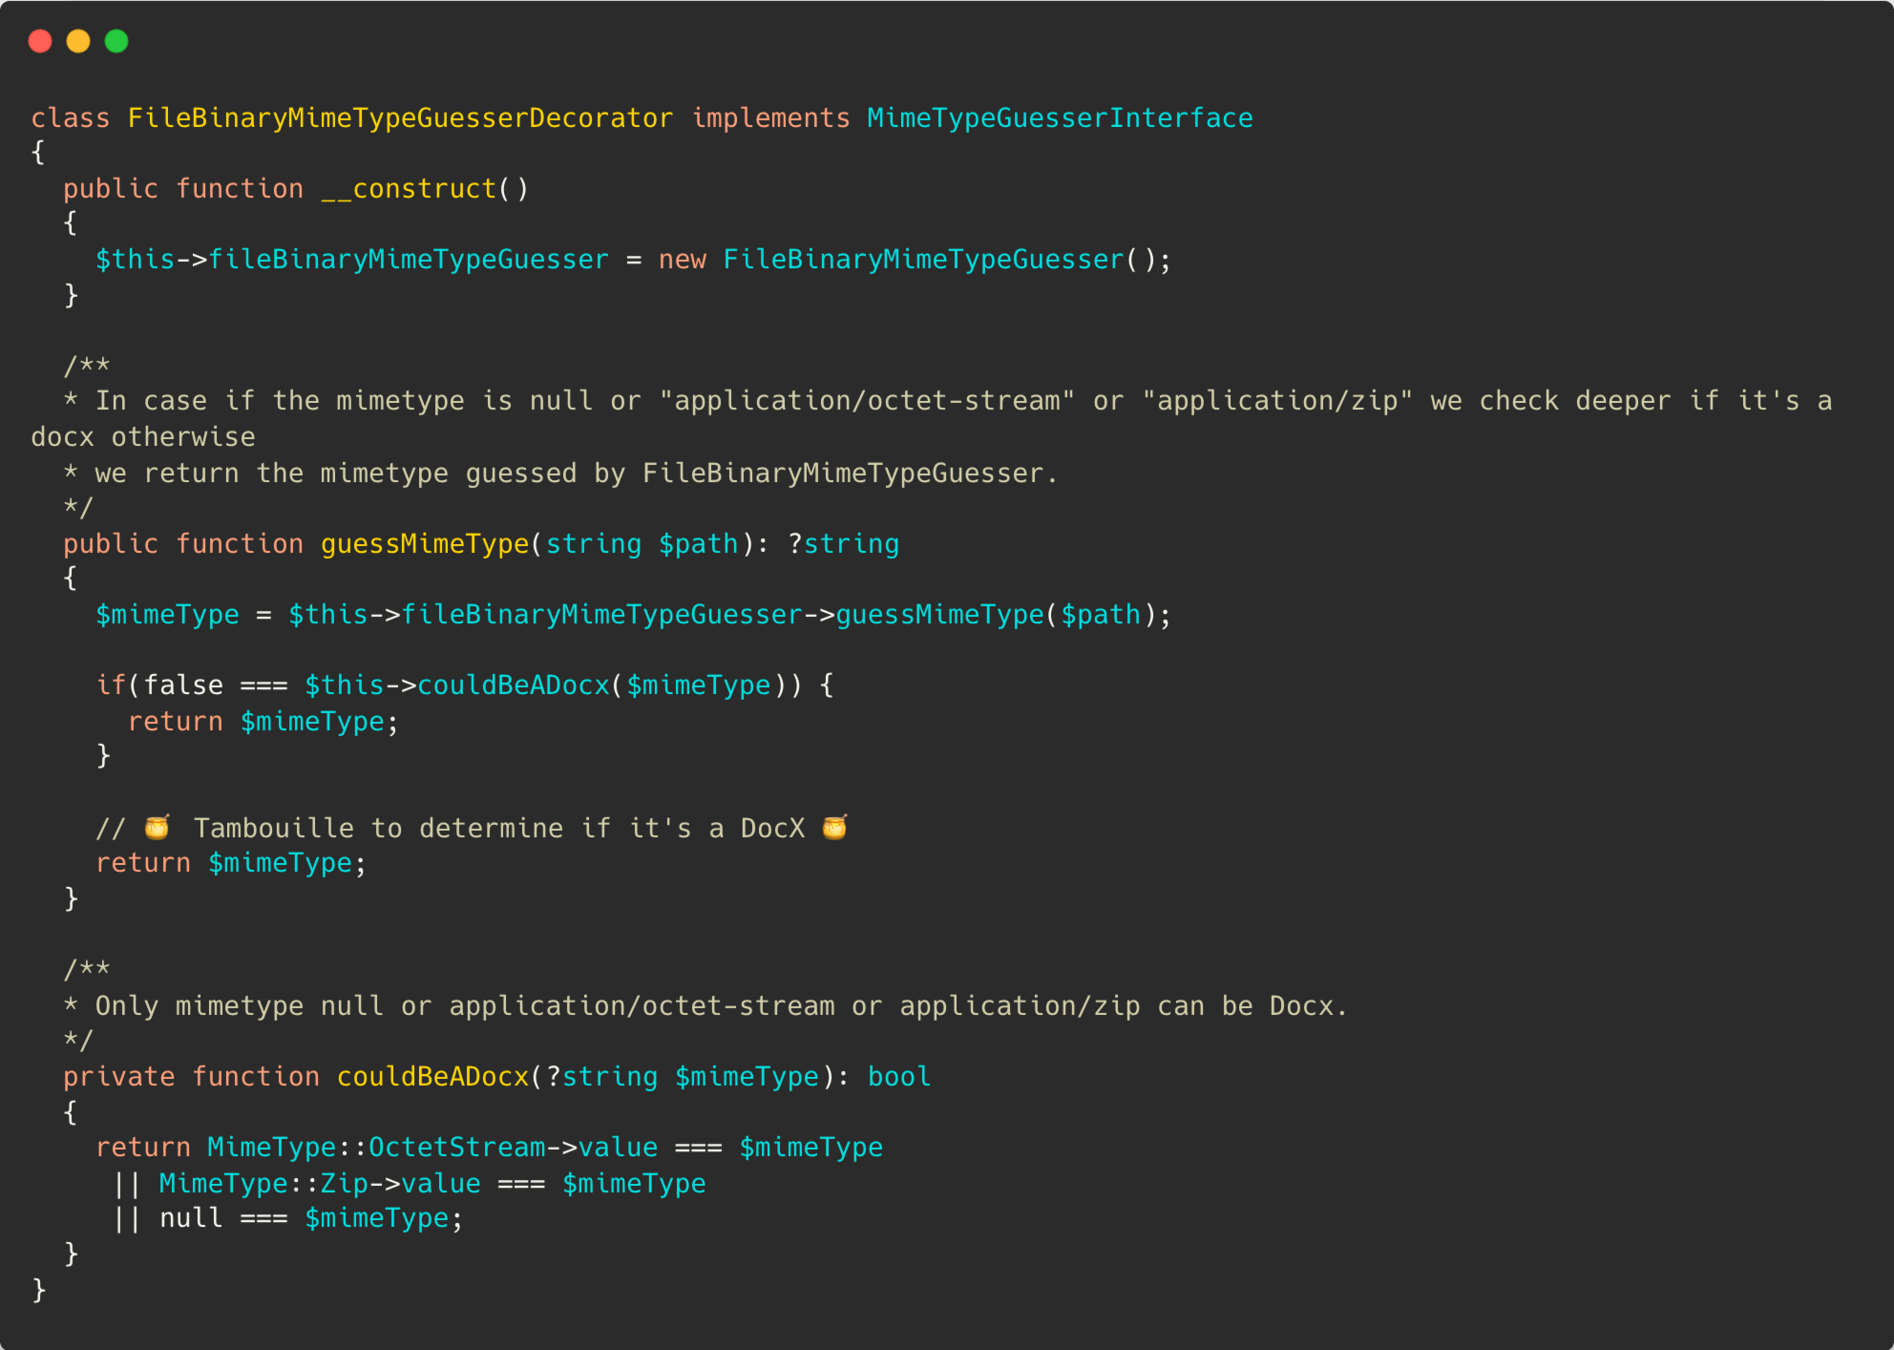 class FileBinaryMimeTypeGuesserDecorator implements MimeTypeGuesserInterface
{
  public function __construct()
  {
    $this->fileBinaryMimeTypeGuesser = new FileBinaryMimeTypeGuesser();
  }

  /**
  * In case if the mimetype is null or "application/octet-stream" or "application/zip" we check deeper if it's a
docx otherwise
  * we return the mimetype guessed by FileBinaryMimeTypeGuesser.
  */
  public function guessMimeType(string $path): ?string
  {
    $mimeType = $this->fileBinaryMimeTypeGuesser->guessMimeType($path);

    if(false === $this->couldBeADocx($mimeType)) {
      return $mimeType;
    }

    // 🍯 Tambouille to determine if it's a DocX 🍯
    return $mimeType;
  }

  /**
  * Only mimetype null or application/octet-stream or application/zip can be Docx.
  */
  private function couldBeADocx(?string $mimeType): bool
  {
    return MimeType::OctetStream->value === $mimeType
     || MimeType::Zip->value === $mimeType
     || null === $mimeType;
  }
}